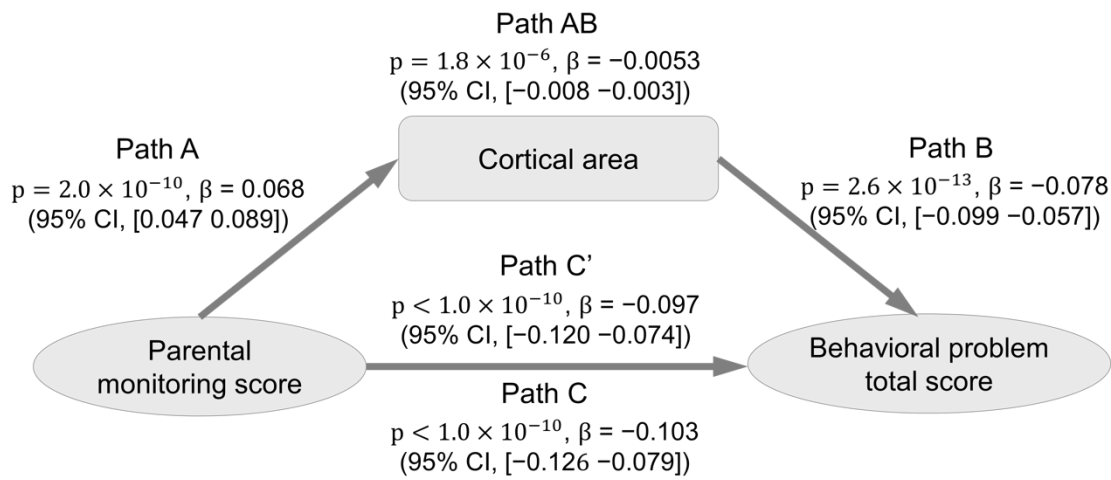 Path AB
p = 1.8 × 10⁻⁶, β = −0.0053
(95% CI, [−0.008 −0.003])
Path A
p = 2.0 × 10⁻¹⁰, β = 0.068
(95% CI, [0.047 0.089])
Cortical area
Path B
p = 2.6 × 10⁻¹³, β = −0.078
(95% CI, [−0.099 −0.057])
Path C’
p < 1.0 × 10⁻¹⁰, β = −0.097
(95% CI, [−0.120 −0.074])
Parental
monitoring score
Behavioral problem
total score
Path C
p < 1.0 × 10⁻¹⁰, β = −0.103
(95% CI, [−0.126 −0.079])